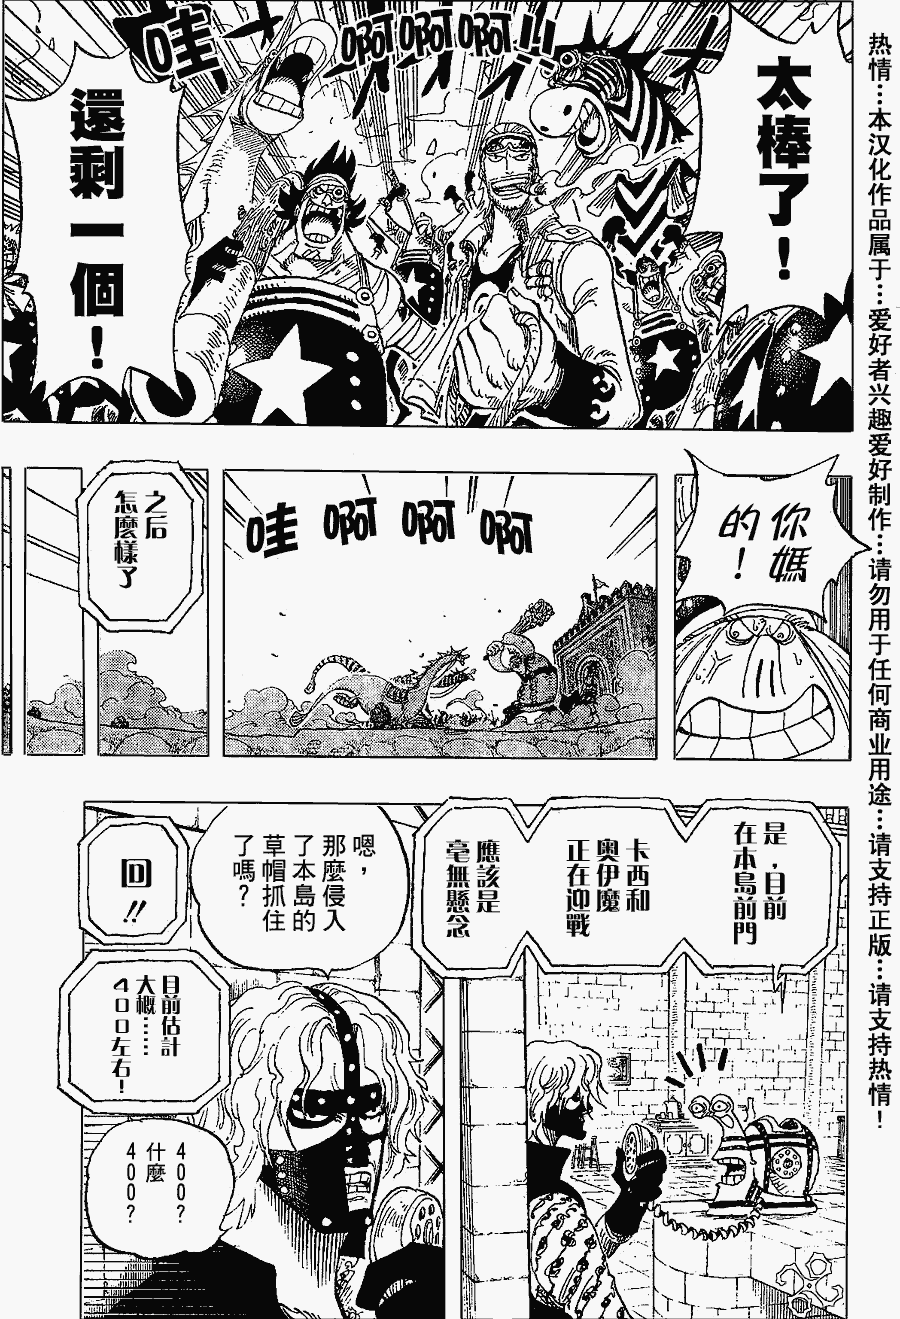 太棒了！
哇
啊啊啊!!
還剩一個！
你媽
的！
哇啊啊啊
之后
怎麼樣了
是，目前
在本島前門
卡西和
奧伊魔
正在迎戰
應該是
毫無懸念
嗯，
那麼侵入
了本島的
草帽抓住
了嗎？
回!!
目前估計
大概……
400左右！
400？
什麼
400？
热情…本汉化作品属于…爱好者兴趣爱好制作…请勿用于任何商业用途…请支持正版…请支持热情！